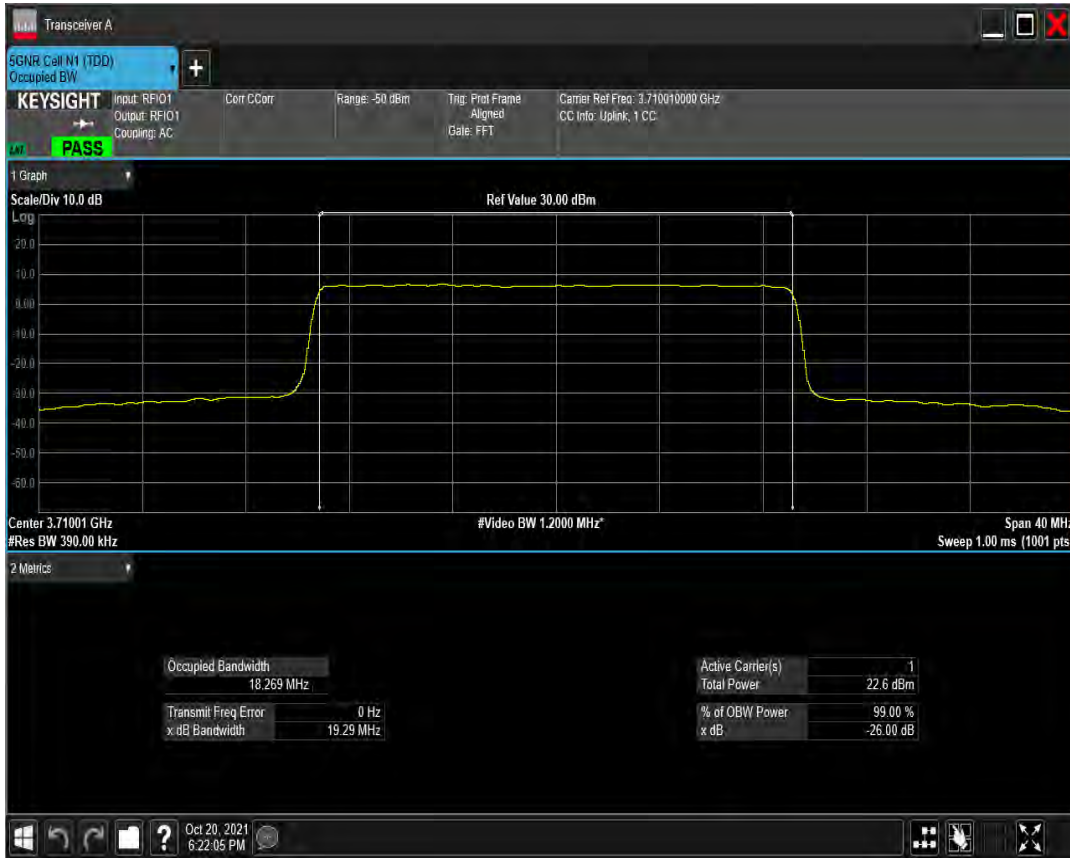 Transceiver A
5GNR Cell N1 (TDD)
Occupied BW
KEYSIGHT
Input: RFIO1
Output: RFIO1
Coupling: AC
Corr CCorr
Range: -50 dBm
Trig: Prot Frame
Aligned
Gate: FFT
Carrier Ref Freq: 3.710010000 GHz
CC Info: Uplink, 1 CC
PASS
1 Graph
Scale/Div 10.0 dB
Ref Value 30.00 dBm
Log
20.0
10.0
0.00
-10.0
-20.0
-30.0
-40.0
-50.0
-60.0
Center 3.71001 GHz
#Video BW 1.2000 MHz*
Span 40 MHz
#Res BW 390.00 kHz
Sweep 1.00 ms (1001 pts
2 Metrics
Occupied Bandwidth
18.269 MHz
Transmit Freq Error 0 Hz
x dB Bandwidth 19.29 MHz
Active Carrier(s) 1
Total Power 22.6 dBm
% of OBW Power 99.00 %
x dB -26.00 dB
Oct 20, 2021
6:22:05 PM